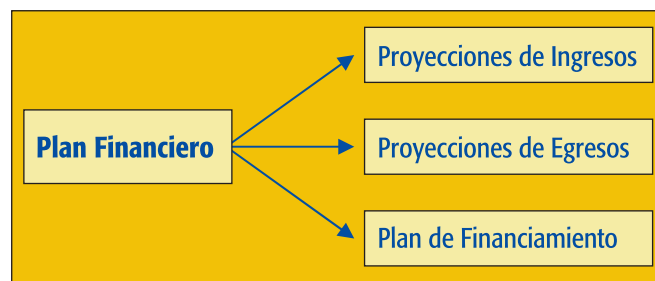 Proyecciones de Ingresos
Plan Financiero
Proyecciones de Egresos
Plan de Financiamiento